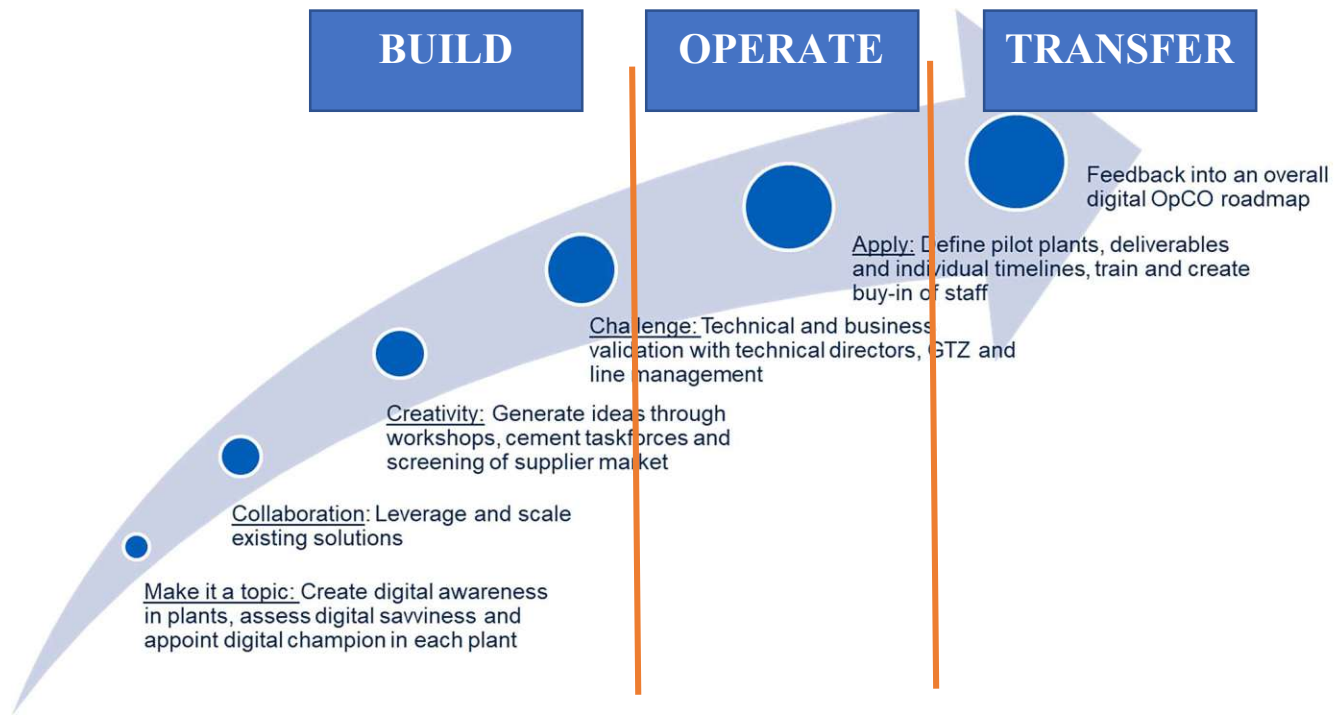 BUILD
OPERATE
TRANSFER
Feedback into an overall
digital OpCO roadmap
Apply: Define pilot plants, deliverables
and individual timelines, train and create
buy-in of staff
Challenge: Technical and business
validation with technical directors, GTZ and
line management
Creativity: Generate ideas through
workshops, cement taskforces and
screening of supplier market
Collaboration: Leverage and scale
existing solutions
Make it a topic: Create digital awareness
in plants, assess digital savviness and
appoint digital champion in each plant